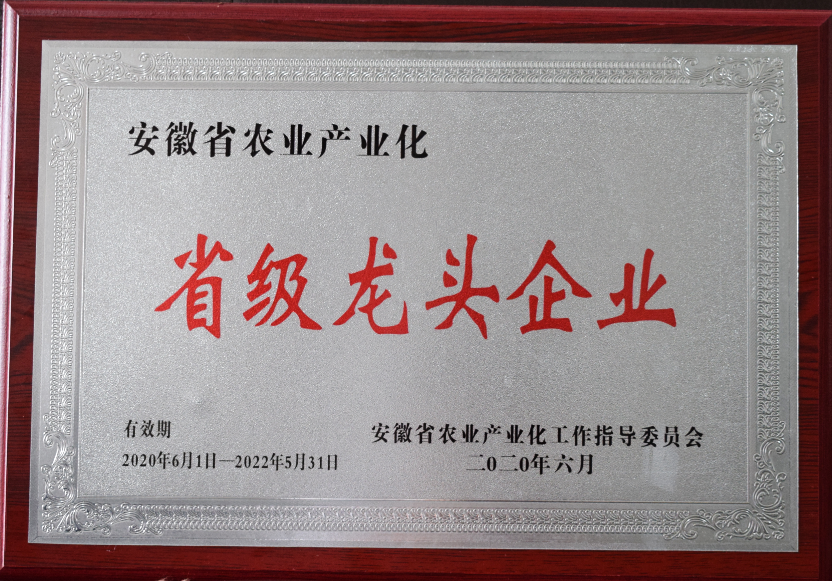 安徽省农业产业化
省级龙头企业
有效期
2020年6月1日—2022年5月31日
安徽省农业产业化工作指导委员会
二0二0年六月